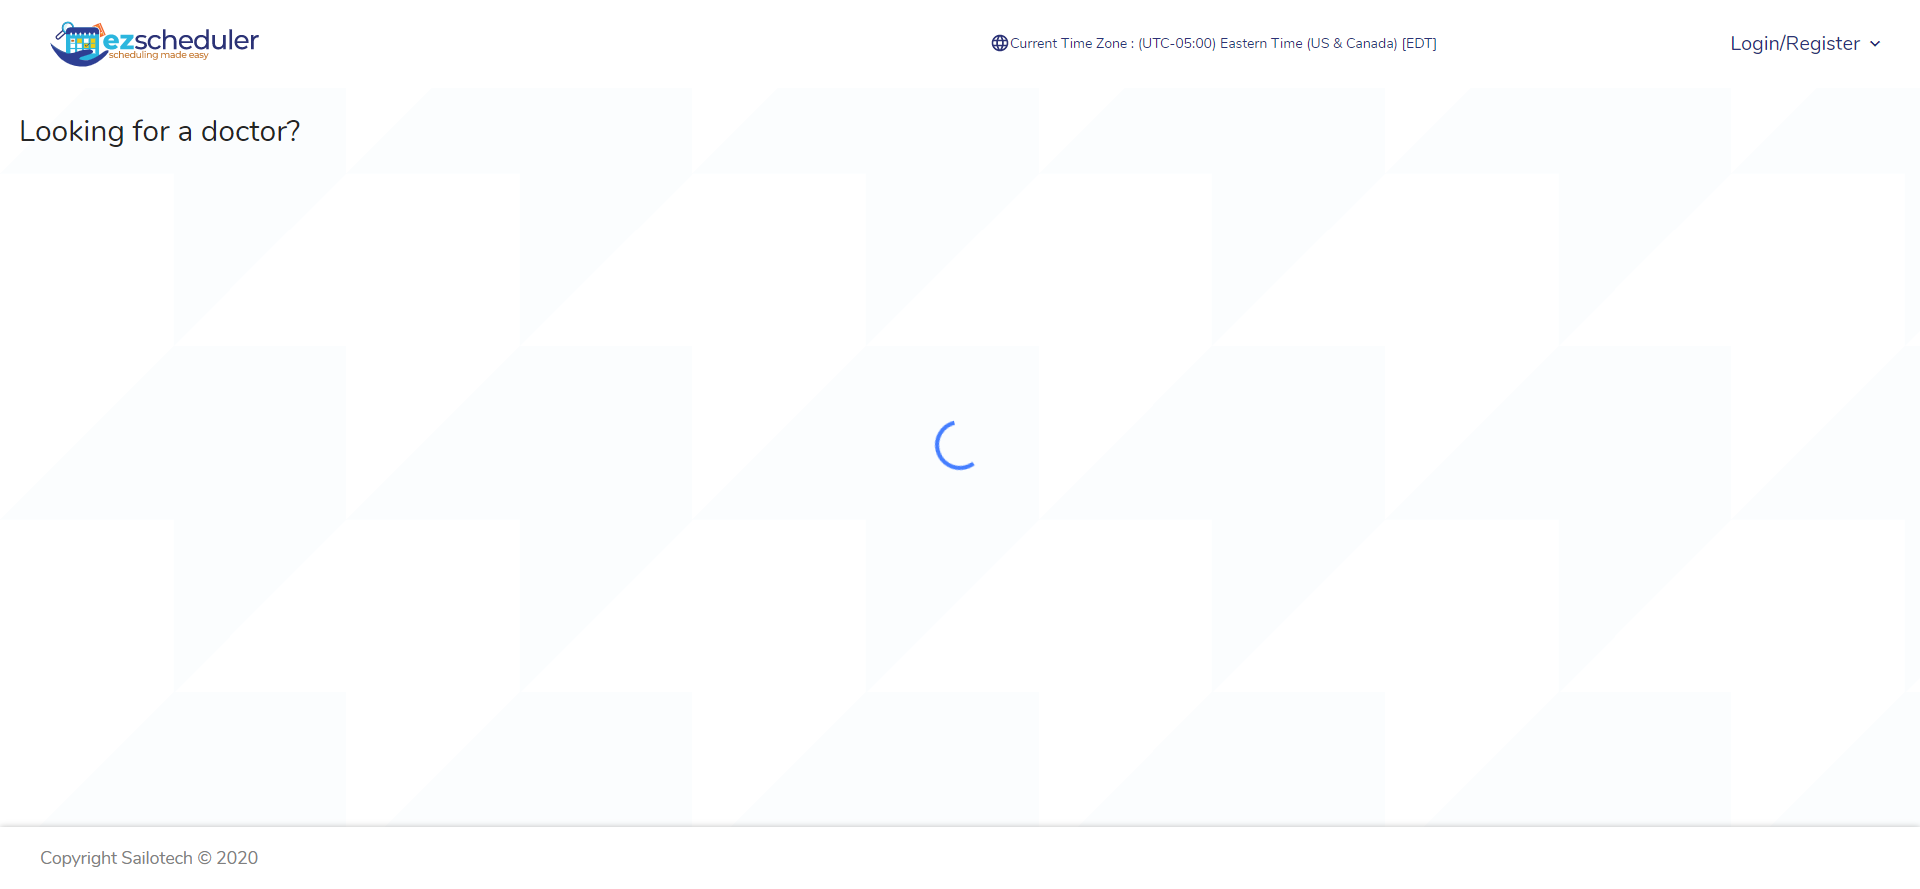 ezscheduler
scheduling made easy
Current Time Zone : (UTC-05:00) Eastern Time (US & Canada) [EDT]
Login/Register
Looking for a doctor?
Copyright Sailotech © 2020